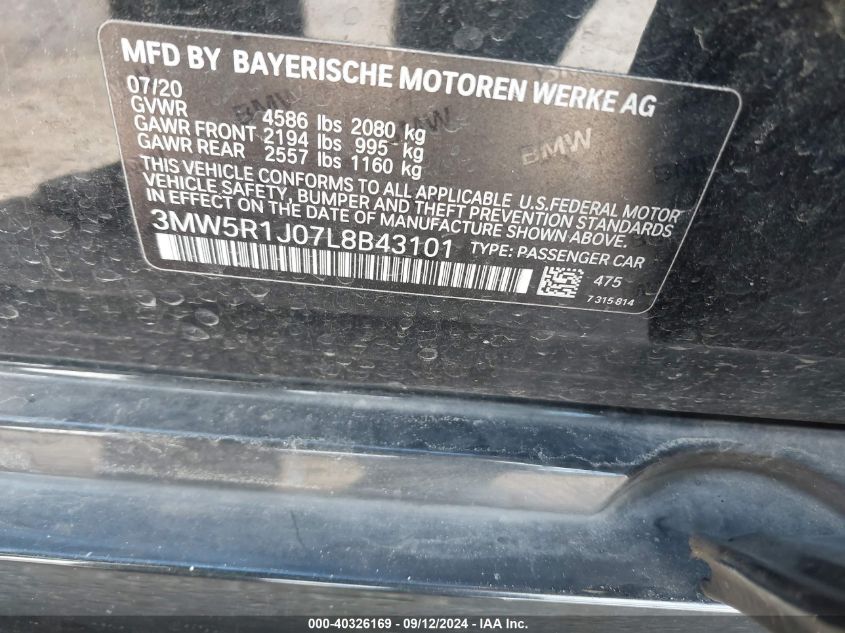 MFD BY BAYERISCHE MOTOREN WERKE AG
07/20
GVWR 4586 lbs 2080 kg
GAWR FRONT 2194 lbs 995 kg
GAWR REAR 2557 lbs 1160 kg
THIS VEHICLE CONFORMS TO ALL APPLICABLE U.S.FEDERAL MOTOR
VEHICLE SAFETY, BUMPER AND THEFT PREVENTION STANDARDS
IN EFFECT ON THE DATE OF MANUFACTURE SHOWN ABOVE.
3MW5R1J07L8B43101 TYPE: PASSENGER CAR
475
7 315 814
BMW
BMW
BMW
000-40326169 - 09/12/2024 - IAA Inc.